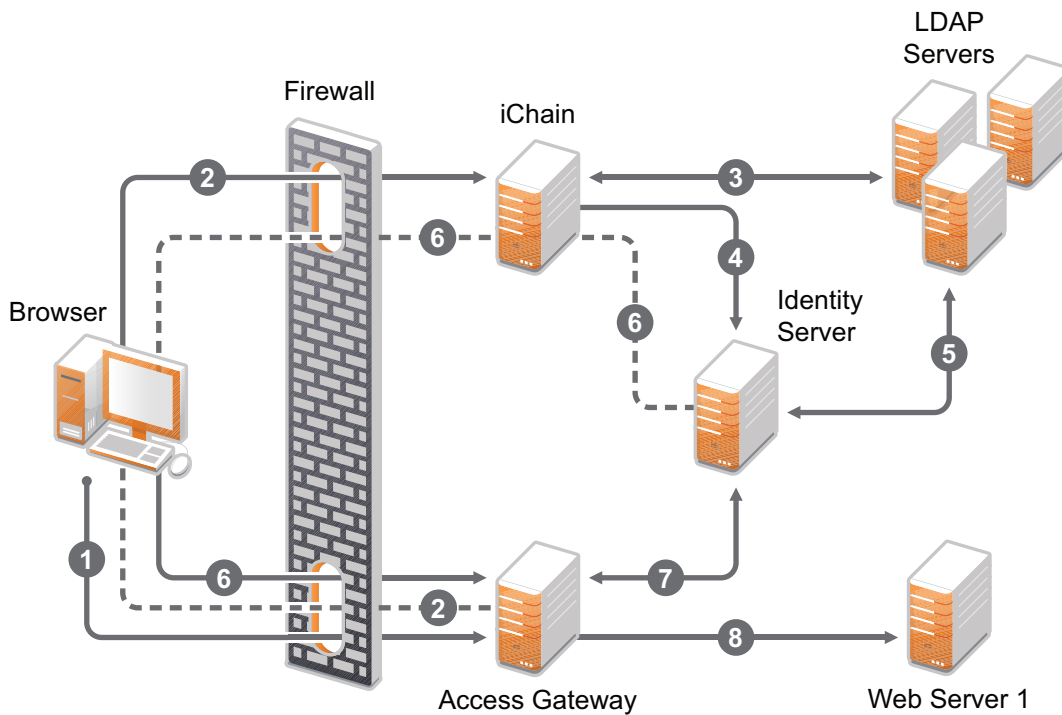 LDAP
Servers
Firewall
iChain
2
3
6
4
Browser
Identity
Server
6
5
1
6
7
2
8
Access Gateway
Web Server 1